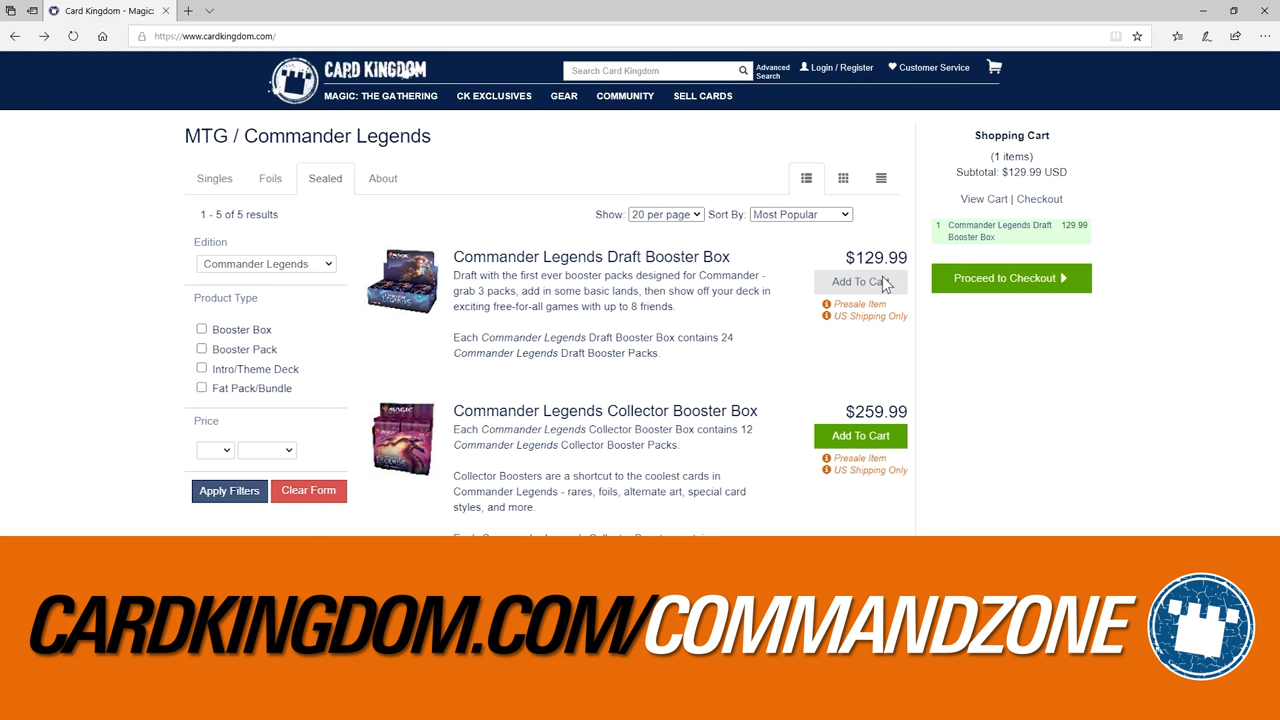 Card Kingdom - Magic:
https://www.cardkingdom.com/
CARD KINGDOM
Search Card Kingdom
Advanced
Search
Login / Register
Customer Service
MAGIC: THE GATHERING
CK EXCLUSIVES
GEAR
COMMUNITY
SELL CARDS
MTG / Commander Legends
Singles
Foils
Sealed
About
1 - 5 of 5 results
Show: 20 per page
Sort By: Most Popular
Edition
Commander Legends
Product Type
Booster Box
Booster Pack
Intro/Theme Deck
Fat Pack/Bundle
Price
Apply Filters
Clear Form
Commander Legends Draft Booster Box
Draft with the first ever booster packs designed for Commander -
grab 3 packs, add in some basic lands, then show off your deck in
exciting free-for-all games with up to 8 friends.
Each Commander Legends Draft Booster Box contains 24
Commander Legends Draft Booster Packs.
$129.99
Add To Cart
Presale Item
US Shipping Only
MAGIC
Commander Legends Collector Booster Box
Each Commander Legends Collector Booster Box contains 12
Commander Legends Collector Booster Packs.
Collector Boosters are a shortcut to the coolest cards in
Commander Legends - rares, foils, alternate art, special card
styles, and more.
$259.99
Add To Cart
Presale Item
US Shipping Only
Shopping Cart
(1 items)
Subtotal: $129.99 USD
View Cart | Checkout
1 Commander Legends Draft 129.99
Booster Box
Proceed to Checkout
CARDKINGDOM.COM/COMMANDZONE